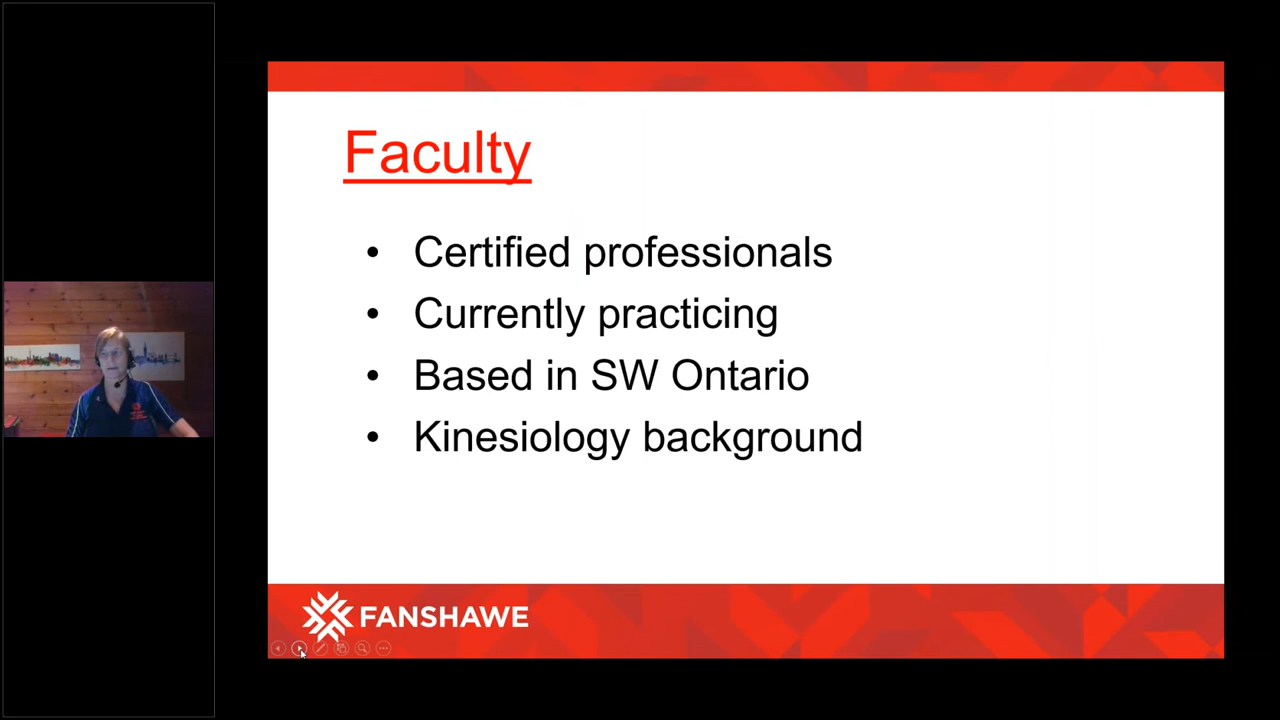 Faculty
• Certified professionals
• Currently practicing
• Based in SW Ontario
• Kinesiology background
FANSHAWE